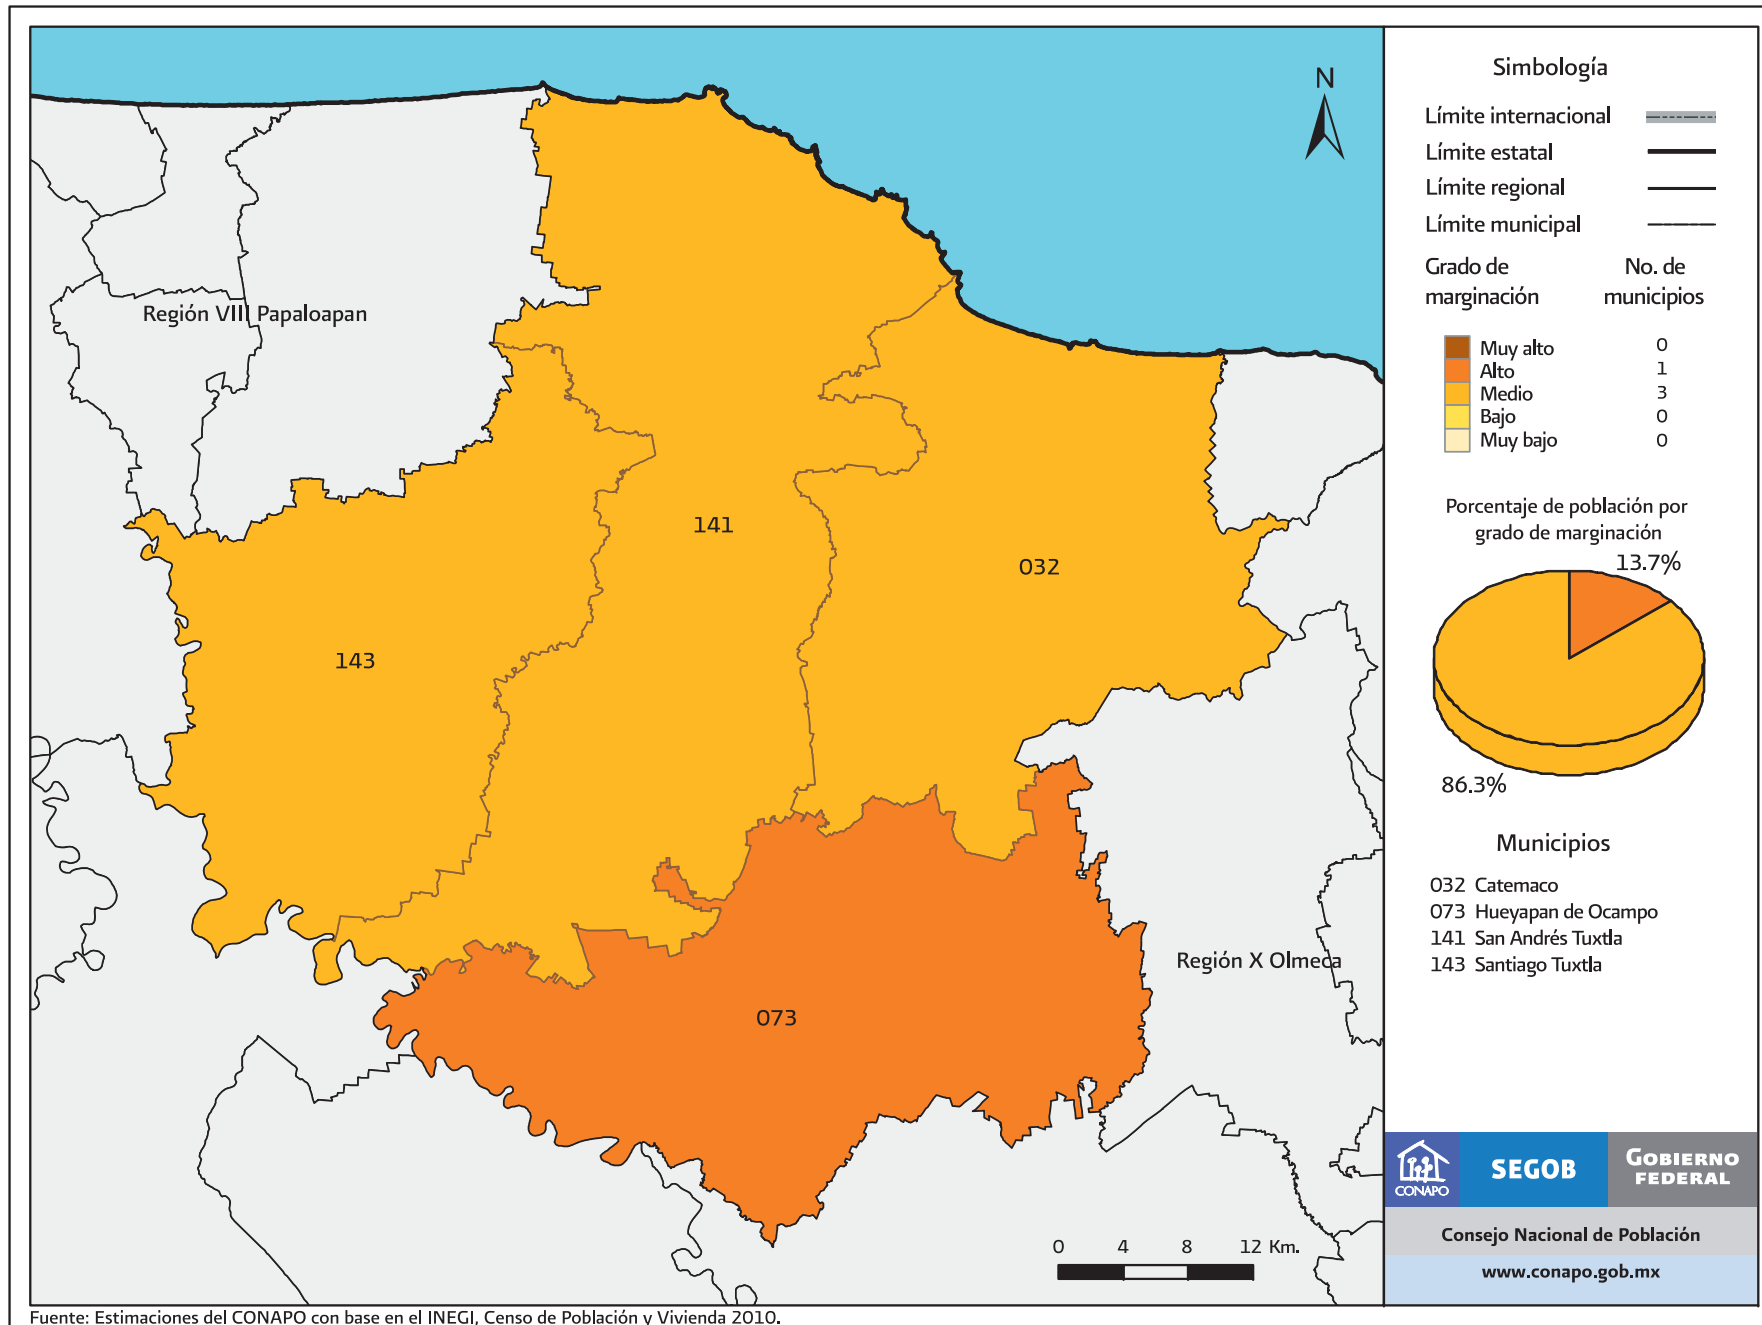 Región VIII Papaloapan
143
141
032
073
Región X Olmeca
N
0 4 8 12 Km.
Simbología
Límite internacional
Límite estatal
Límite regional
Límite municipal
Grado de marginación
No. de municipios
Muy alto 0
Alto 1
Medio 3
Bajo 0
Muy bajo 0
Porcentaje de población por
grado de marginación
13.7%
86.3%
Municipios
032 Catemaco
073 Hueyapan de Ocampo
141 San Andrés Tuxtla
143 Santiago Tuxtla
CONAPO
SEGOB
GOBIERNO
FEDERAL
Consejo Nacional de Población
www.conapo.gob.mx
Fuente: Estimaciones del CONAPO con base en el INEGI, Censo de Población y Vivienda 2010.